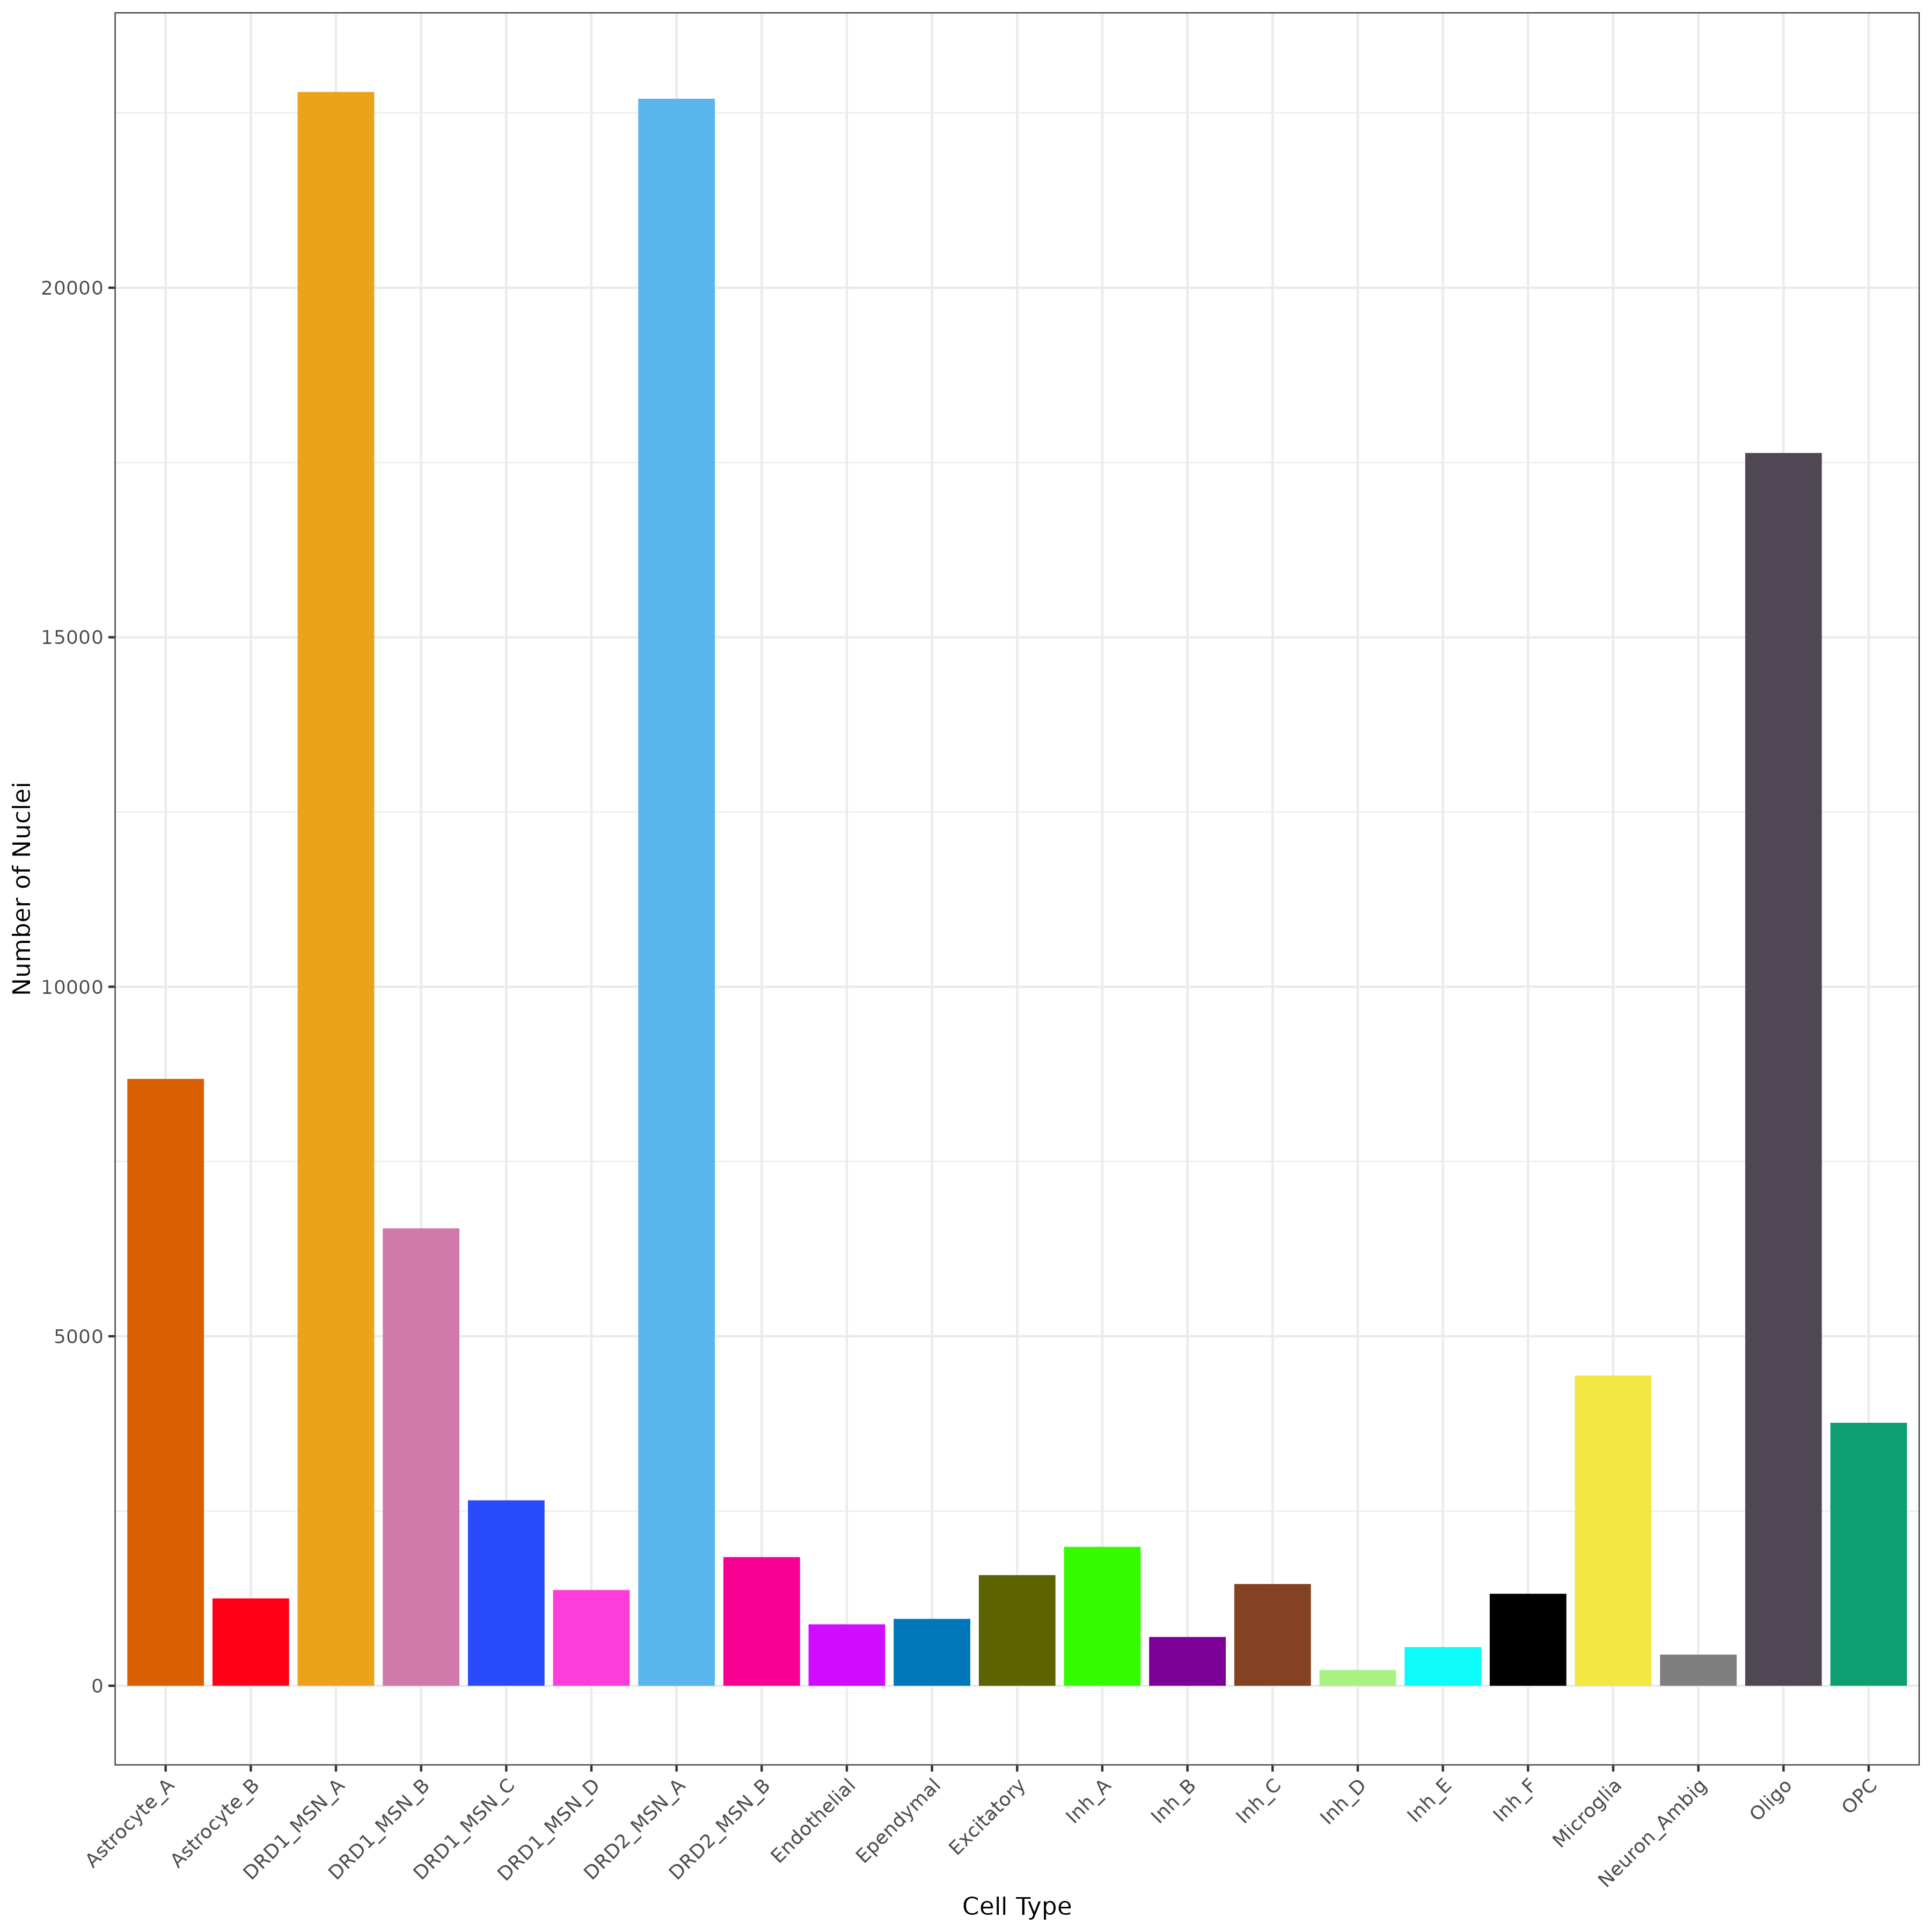 Number of Nuclei
20000
15000
10000
5000
0
Astrocyte_A
Astrocyte_B
DRD1_MSN_A
DRD1_MSN_B
DRD1_MSN_C
DRD1_MSN_D
DRD2_MSN_A
DRD2_MSN_B
Endothelial
Ependymal
Excitatory
Inh_A
Inh_B
Inh_C
Inh_D
Inh_E
Inh_F
Microglia
Neuron_Ambig
Oligo
OPC
Cell Type